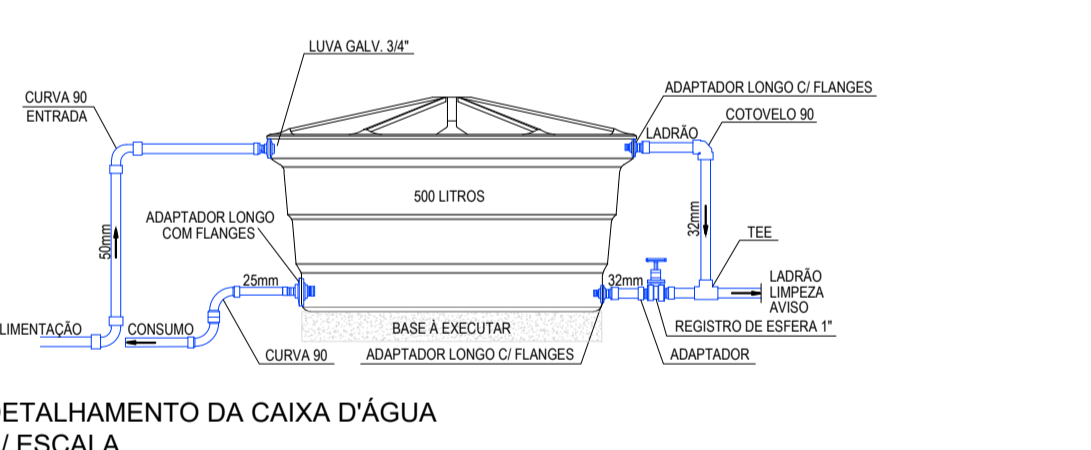 LUVA GALV. 3/4"
CURVA 90
ENTRADA
ADAPTADOR LONGO C/ FLANGES
COTOVELO 90
LADRÃO
500 LITROS
ADAPTADOR LONGO
COM FLANGES
50mm
32mm
TEE
25mm
32mm
LADRÃO
LIMPEZA
AVISO
LIMENTAÇÃO
CONSUMO
BASE À EXECUTAR
REGISTRO DE ESFERA 1"
CURVA 90
ADAPTADOR LONGO C/ FLANGES
ADAPTADOR
DETALHAMENTO DA CAIXA D'ÁGUA
/ ESCALA